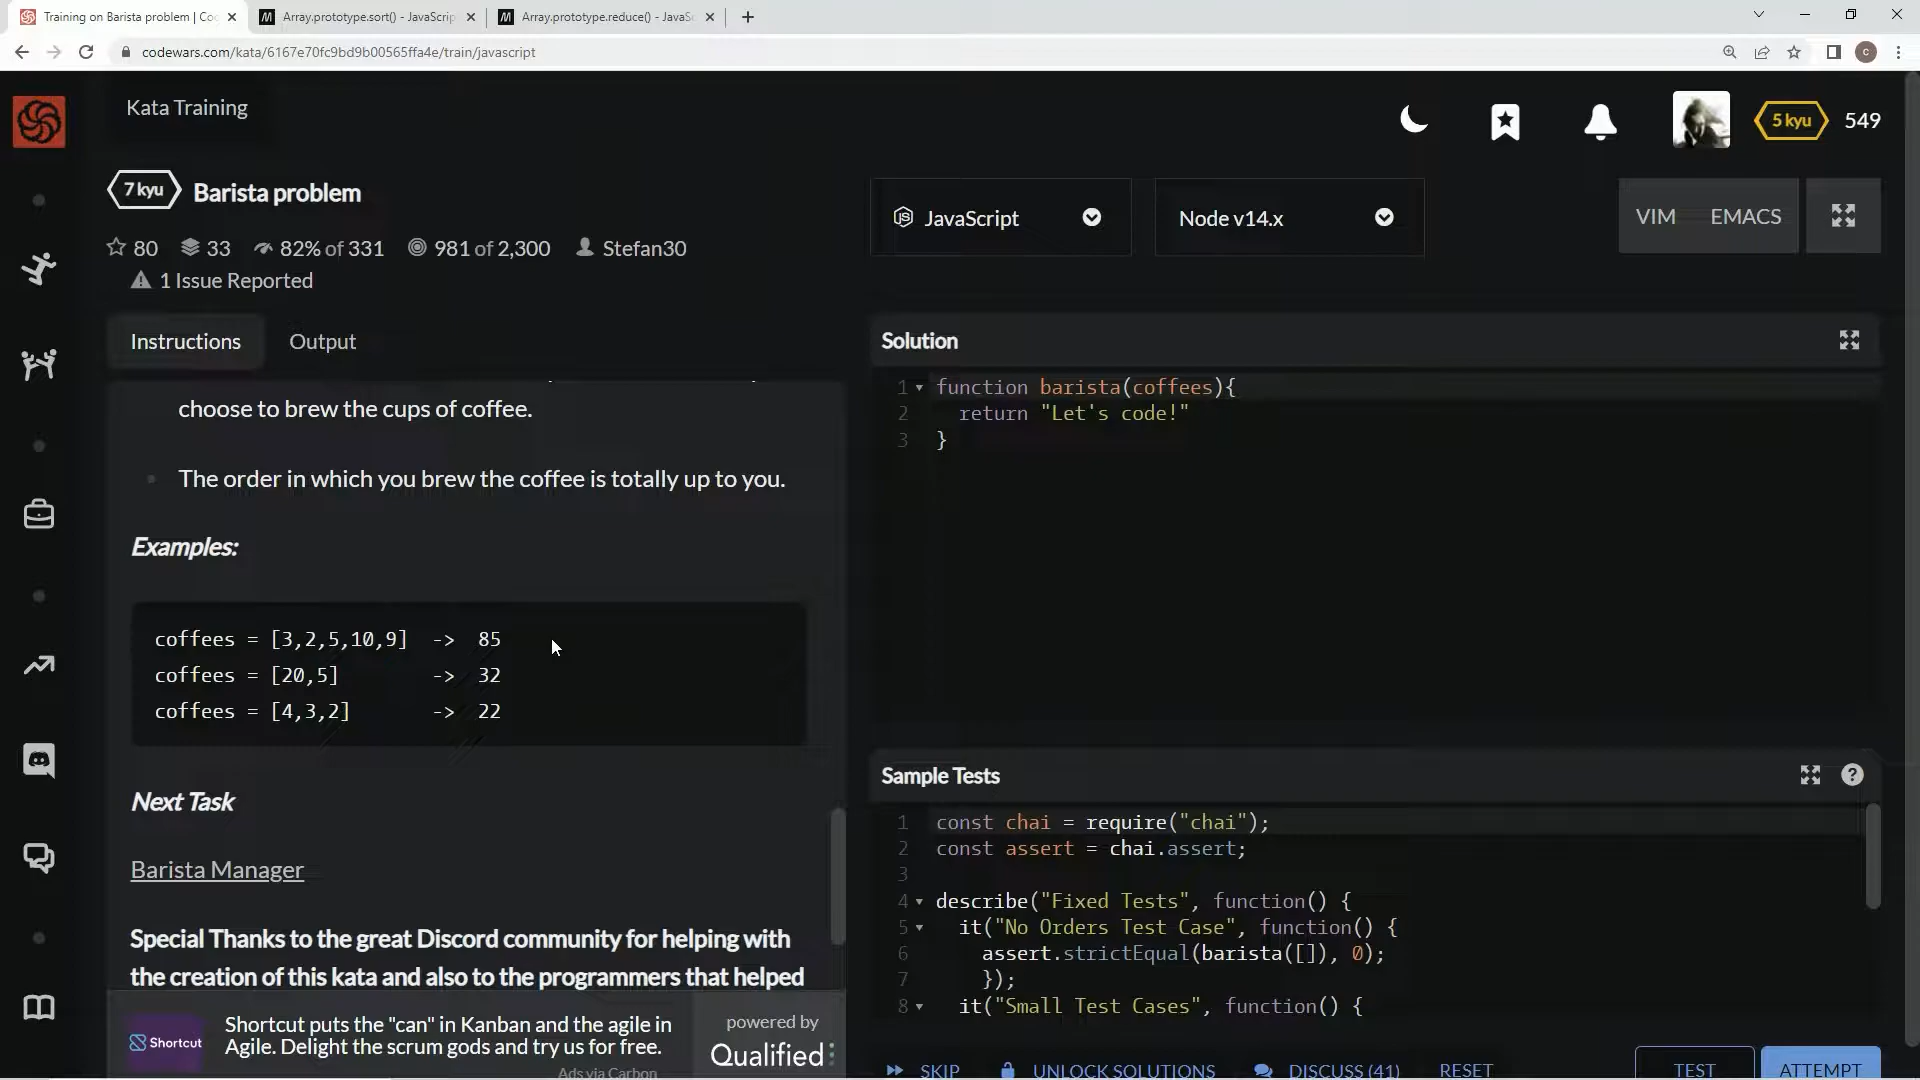 Training on Barista problem | Co
Array.prototype.sort() - JavaScrip
Array.prototype.reduce() - JavaS
codewars.com/kata/6167e70fc9bd9b00565ffa4e/train/javascript
C
Kata Training
5 kyu
549
7 kyu
Barista problem
80
33
82% of 331
981 of 2,300
Stefan30
1 Issue Reported
JavaScript
Node v14.x
VIM
EMACS
Instructions
Output
choose to brew the cups of coffee.
The order in which you brew the coffee is totally up to you.
Examples:
coffees = [3,2,5,10,9] -> 85
coffees = [20,5] -> 32
coffees = [4,3,2] -> 22
Next Task
Barista Manager
Special Thanks to the great Discord community for helping with
the creation of this kata and also to the programmers that helped
Shortcut
Shortcut puts the "can" in Kanban and the agile in
Agile. Delight the scrum gods and try us for free.
Ads via Carbon
powered by
Qualified
Solution
1 function barista(coffees){
2 return "Let's code!"
3 }
Sample Tests
?
1 const chai = require("chai");
2 const assert = chai.assert;
3
4 describe("Fixed Tests", function() {
5 it("No Orders Test Case", function() {
6 assert.strictEqual(barista([]), 0);
7 });
8 it("Small Test Cases", function() {
SKIP
UNLOCK SOLUTIONS
DISCUSS (41)
RESET
TEST
ATTEMPT